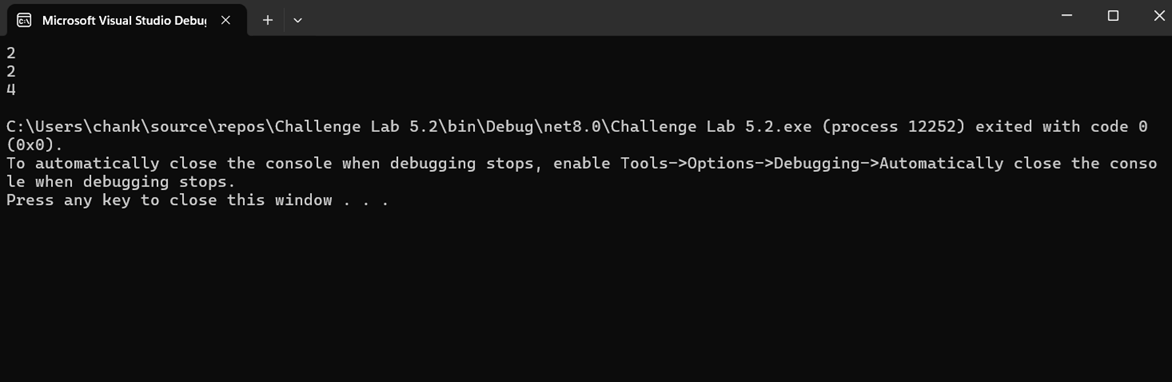 Microsoft Visual Studio Debu
2
2
4
C:\Users\chank\source\repos\Challenge Lab 5.2\bin\Debug\net8.0\Challenge Lab 5.2.exe (process 12252) exited with code 0
(0x0).
To automatically close the console when debugging stops, enable Tools->Options->Debugging->Automatically close the conso
le when debugging stops.
Press any key to close this window . . .